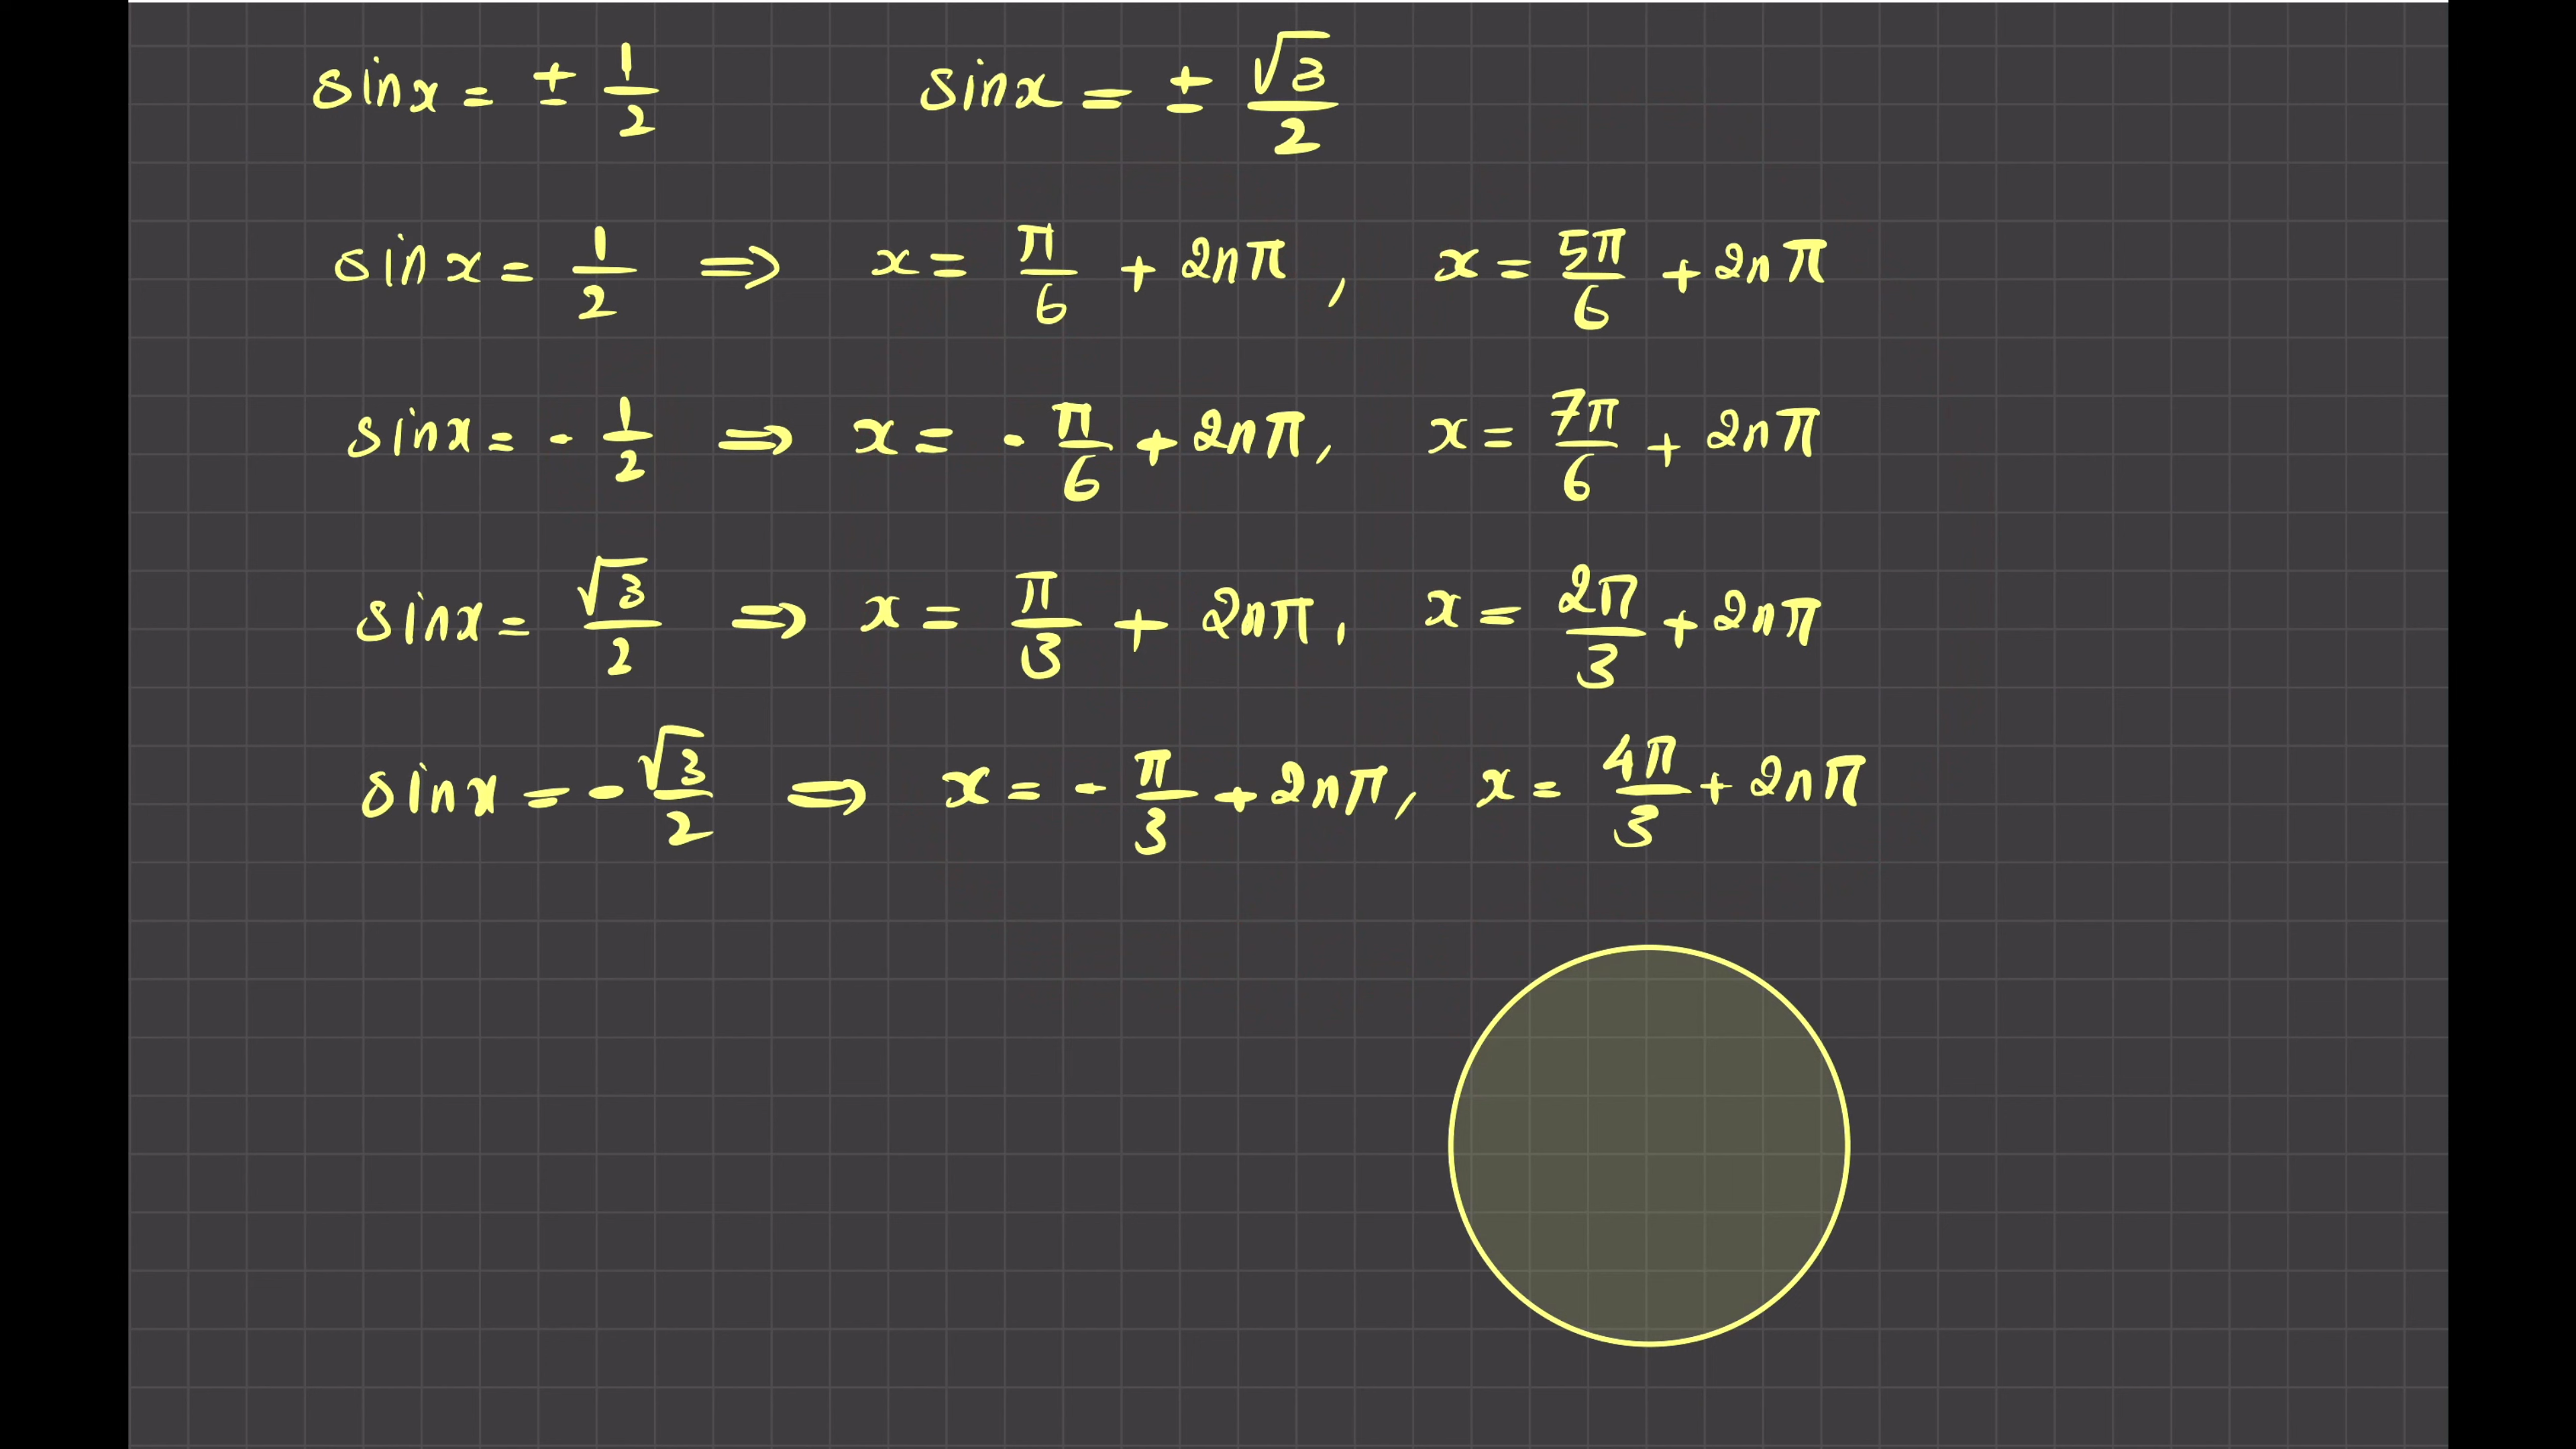 sinx = ± 1/2 sinx = ± √3/2
sinx = 1/2 ⟹ x = π/6 + 2nπ , x = 5π/6 + 2nπ
sinx = - 1/2 ⟹ x = - π/6 + 2nπ, x = 7π/6 + 2nπ
sinx = √3/2 ⟹ x = π/3 + 2nπ, x = 2π/3 + 2nπ
sinx = - √3/2 ⟹ x = - π/3 + 2nπ, x = 4π/3 + 2nπ